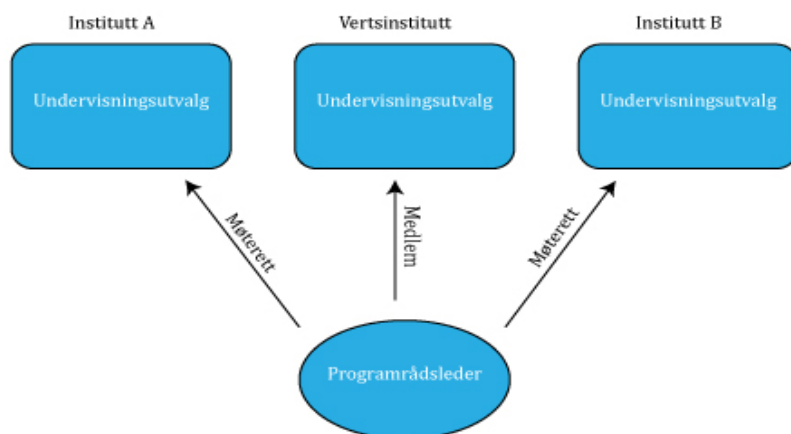 Institutt A
Vertsinstitutt
Institutt B
Undervisningsutvalg
Undervisningsutvalg
Undervisningsutvalg
Møterett
Medlem
Møterett
Programrådsleder